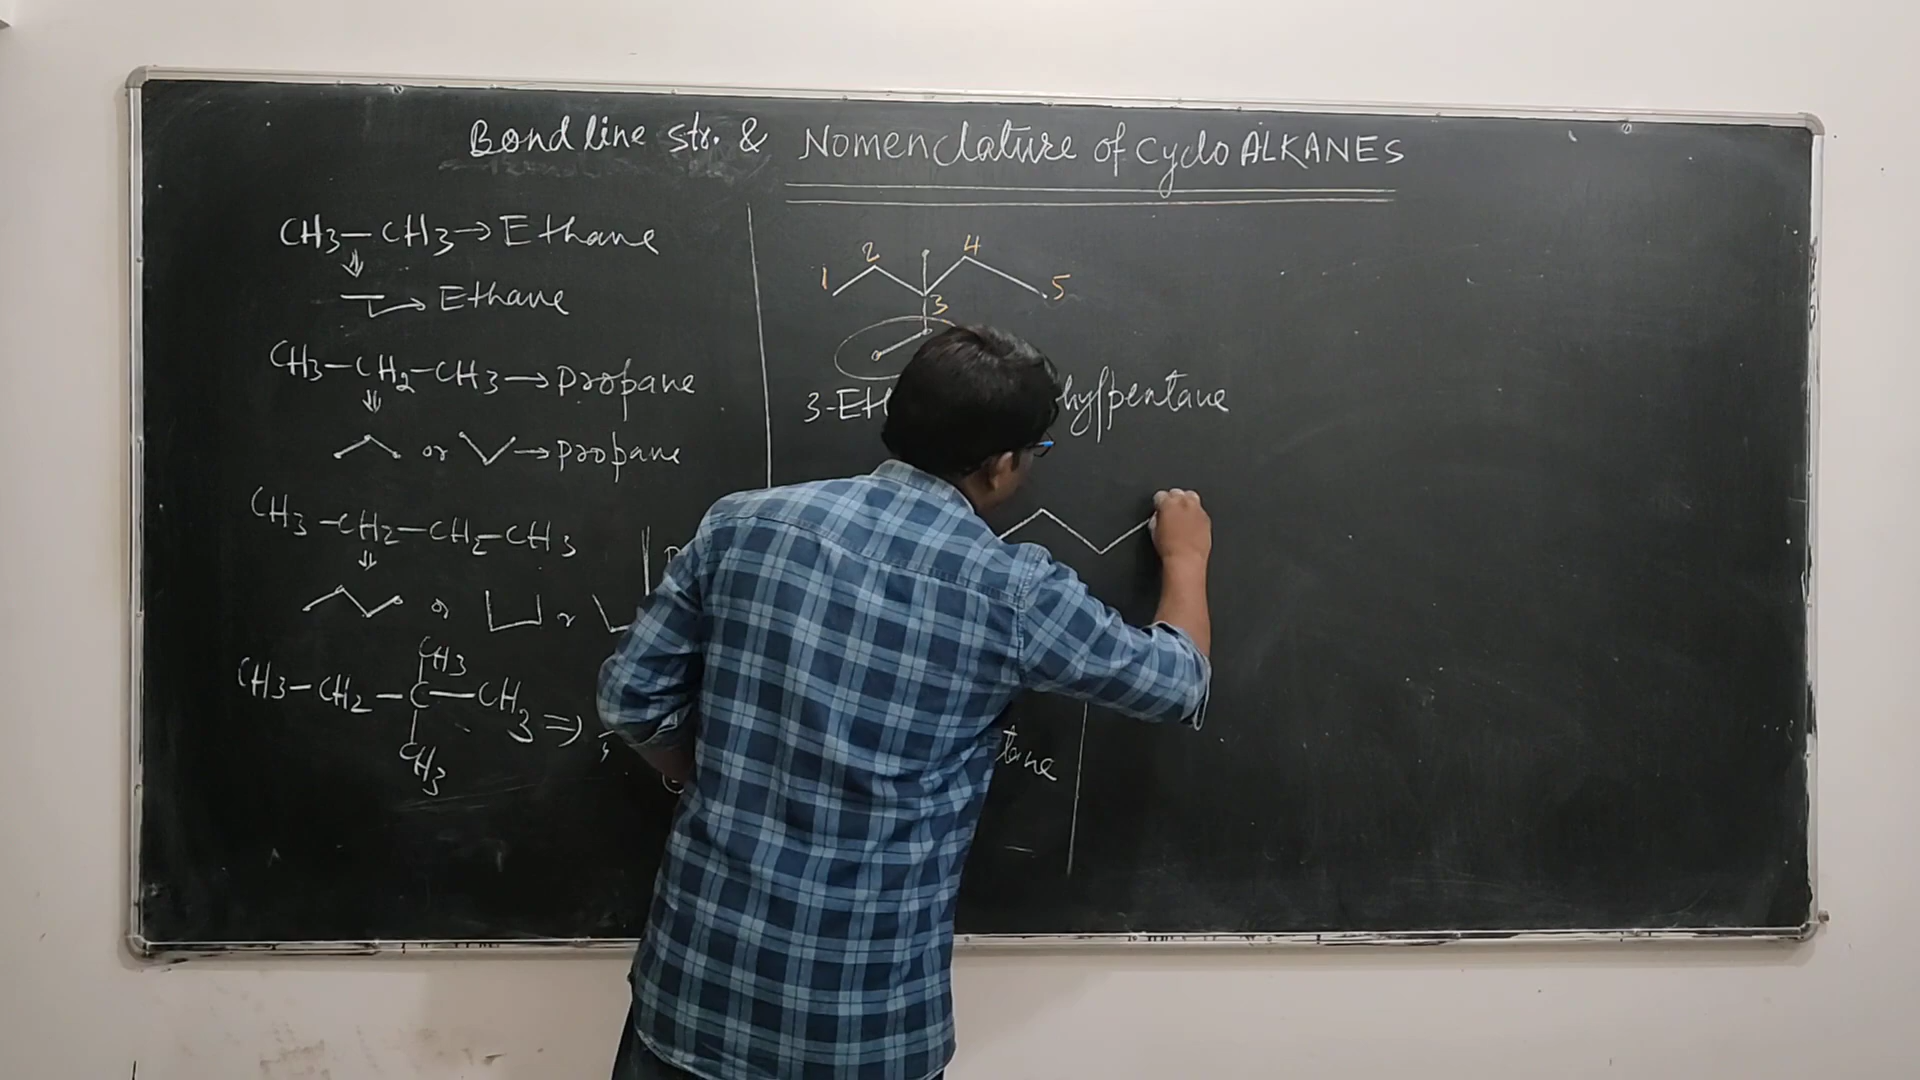 Bond line str. & Nomenclature of Cyclo ALKANES
CH3—CH3→Ethane
→Ethane
CH3—CH2—CH3→propane
or →propane
CH3—CH2—CH2—CH3
or or
CH3
CH3—CH2—C—CH3⇒
CH3
1 2 3 4 5
3-Eth hylpentane
tane